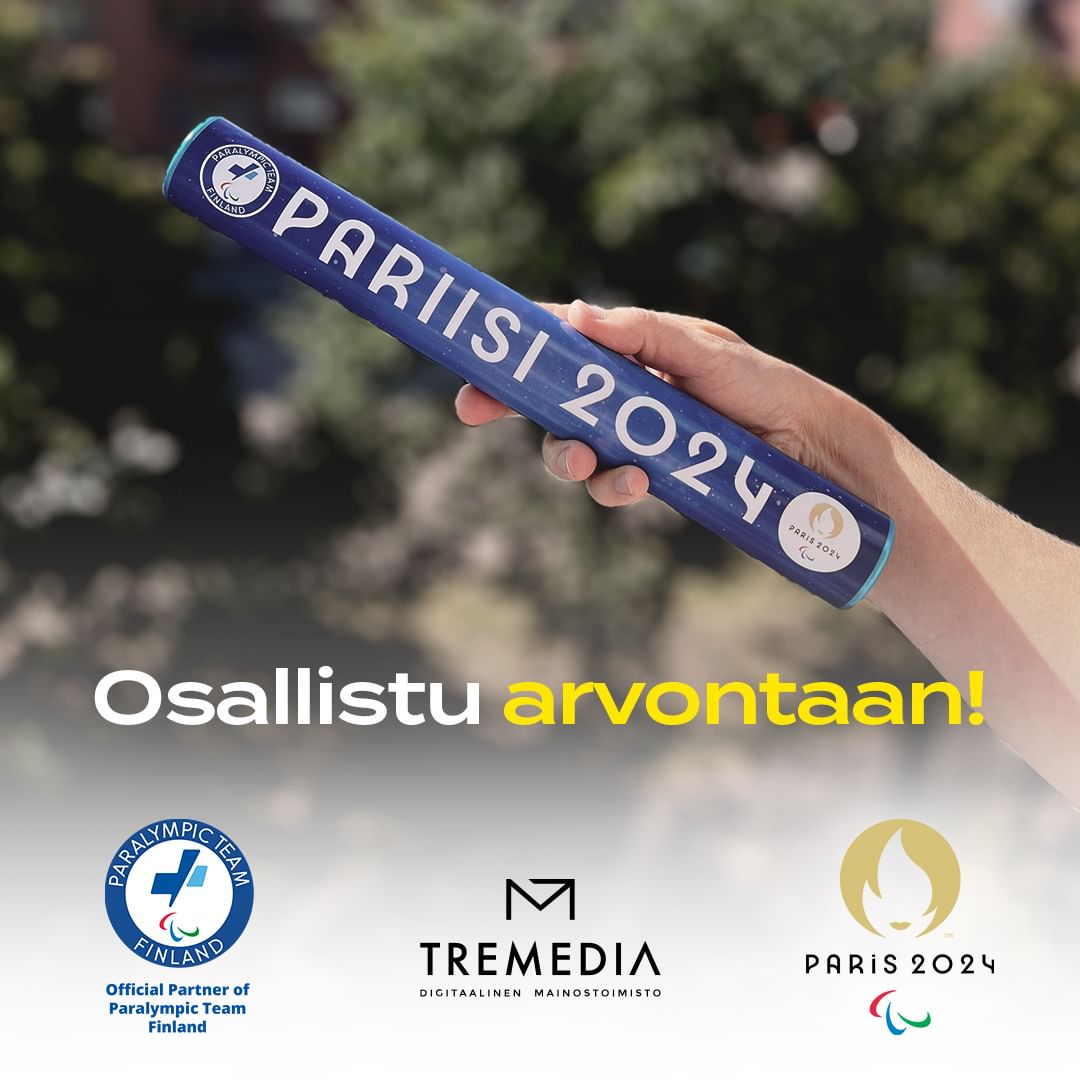 PARALYMPIC TEAM
FINLAND
PARIISI 2024
PARIS 2024
Osallistu arvontaan!
PARALYMPIC TEAM
FINLAND
Official Partner of
Paralympic Team
Finland
TREMEDIA
DIGITAALINEN MAINOSTOIMISTO
TM
PARIS 2024